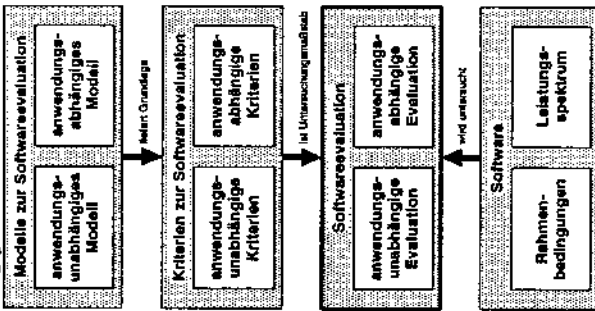 Modelle zur Softwareevaluation
anwendungs-
unabhängiges
Modell
anwendungs-
abhängiges
Modell
liefert Grundlage
Kriterien zur Softwareevaluation
anwendungs-
unabhängige
Kriterien
anwendungs-
abhängige
Kriterien
ist Untersuchungsmaßstab
Softwareevaluation
anwendungs-
unabhängige
Evaluation
anwendungs-
abhängige
Evaluation
wird untersucht
Software
Rahmen-
bedingungen
Leistungs-
spektrum